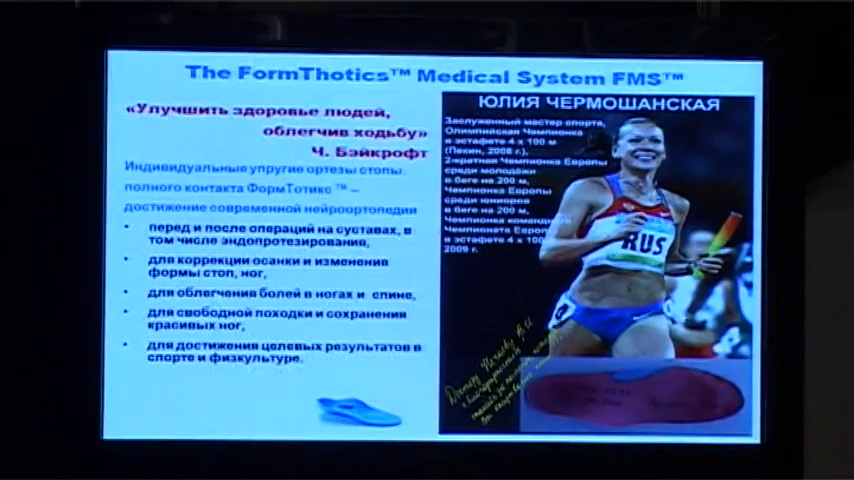 The FormThotics™ Medical System FMS™
«Улучшить здоровье людей,
облегчив ходьбу»
Ч. Бэйкрофт
Индивидуальные упругие ортезы стопы
полного контакта ФормТотикс ™ –
достижение современной нейроортопедии
• перед и после операций на суставах, в
том числе эндопротезирования,
• для коррекции осанки и изменения
формы стоп, ног,
• для облегчения болей в ногах и спине,
• для свободной походки и сохранения
красивых ног,
• для достижения целевых результатов в
спорте и физкультуре.
ЮЛИЯ ЧЕРМОШАНСКАЯ
Заслуженный мастер спорта,
Олимпийская Чемпионка
в эстафете 4 х 100 м
(Пекин, 2008 г.),
2-кратная Чемпионка Европы
среди молодёжи
в беге на 200 м,
Чемпионка Европы
среди юниоров
в беге на 200 м,
Чемпионка командного
Чемпионата Европы
в эстафете 4 х 100
2009 г.
RUS